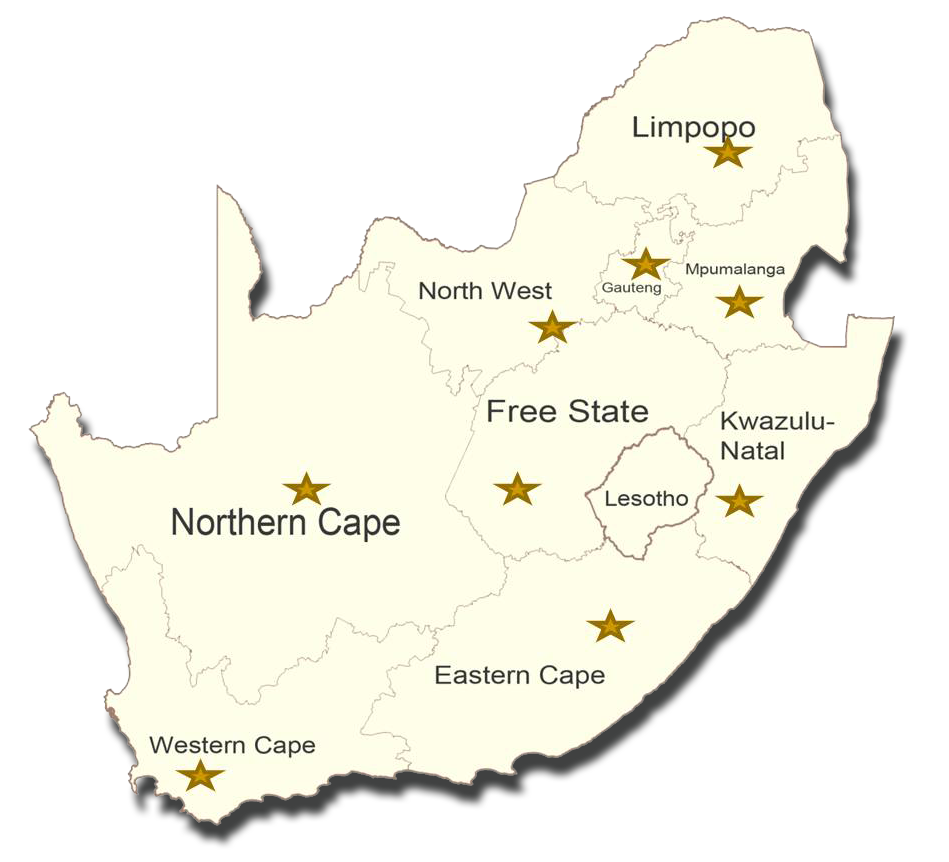 Limpopo
Mpumalanga
Gauteng
North West
Free State
Kwazulu-
Natal
Lesotho
Northern Cape
Eastern Cape
Western Cape